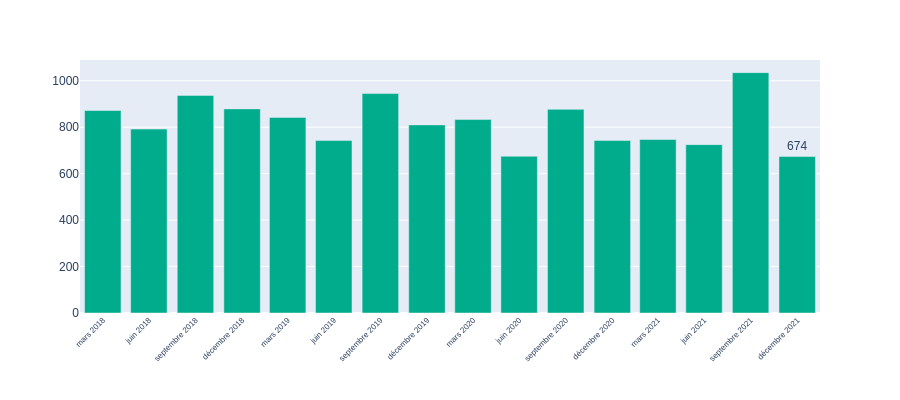 1000
800
600
400
200
0
674
mars 2018
juin 2018
septembre 2018
décembre 2018
mars 2019
juin 2019
septembre 2019
décembre 2019
mars 2020
juin 2020
septembre 2020
décembre 2020
mars 2021
juin 2021
septembre 2021
décembre 2021